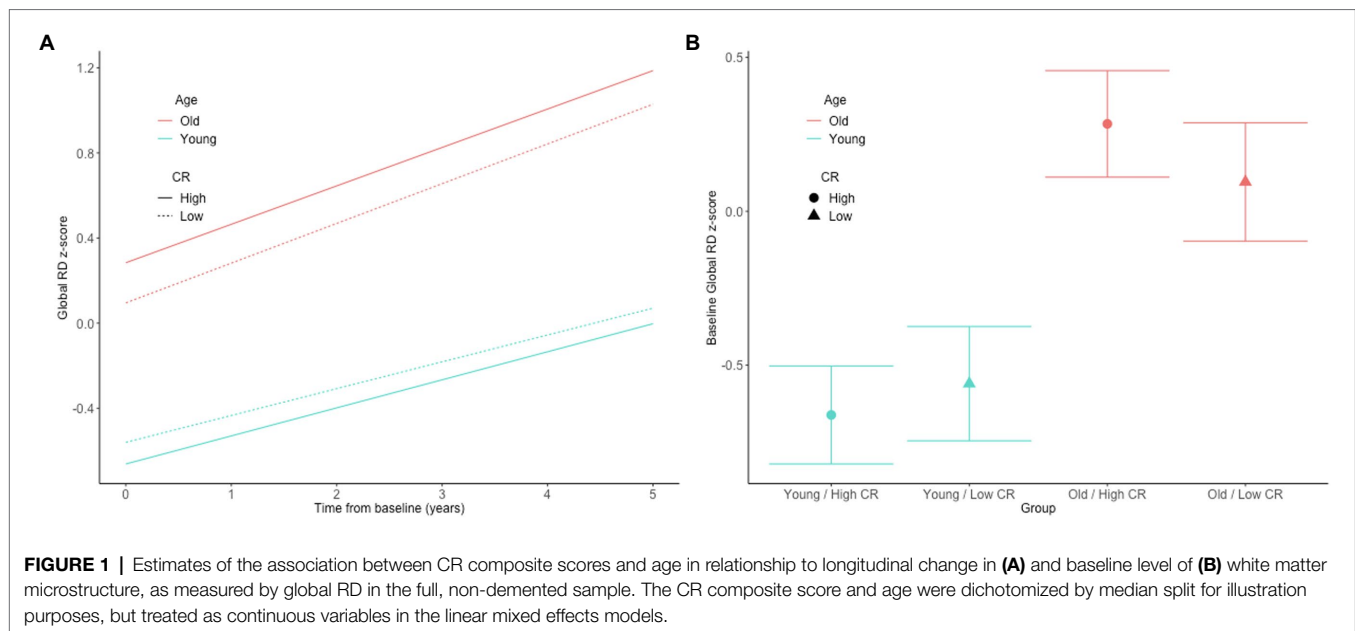 A
Global RD z-score
1.2
0.8
0.4
0.0
-0.4
Age
Old
Young
CR
High
Low
0 1 2 3 4 5
Time from baseline (years)
B
Baseline Global RD z-score
0.5
0.0
-0.5
Age
Old
Young
CR
High
Low
Young / High CR Young / Low CR Old / High CR Old / Low CR
Group
FIGURE 1 | Estimates of the association between CR composite scores and age in relationship to longitudinal change in (A) and baseline level of (B) white matter
microstructure, as measured by global RD in the full, non-demented sample. The CR composite score and age were dichotomized by median split for illustration
purposes, but treated as continuous variables in the linear mixed effects models.